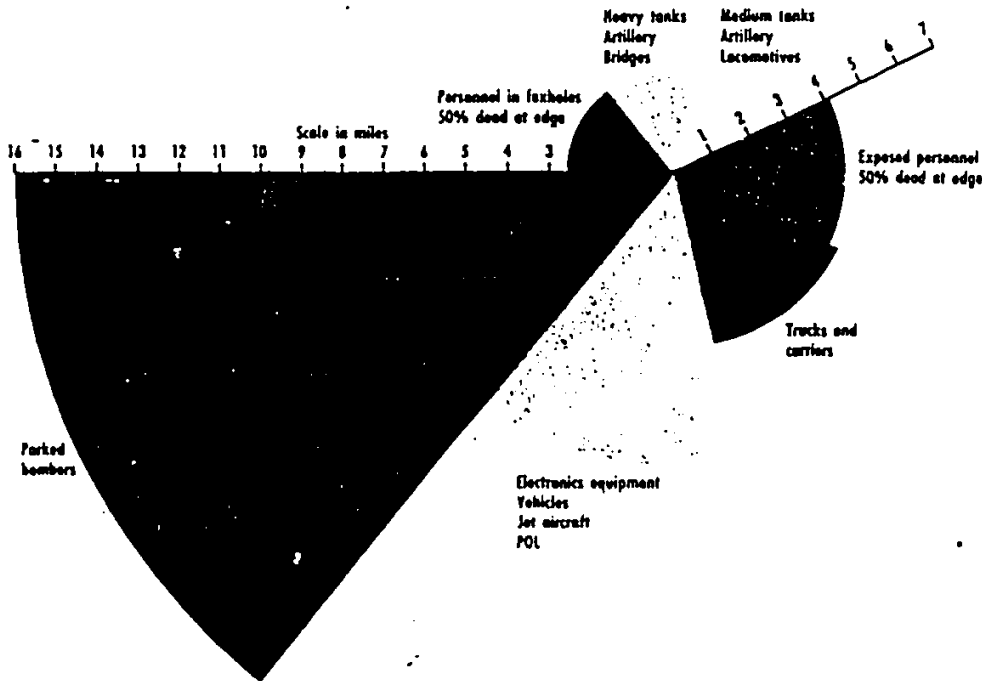 Heavy tanks
Artillery
Bridges
Medium tanks
Artillery
Locomotives
Personnel in foxholes
50% dead at edge
Scale in miles
16 15 14 13 12 11 10 9 8 7 6 5 4 3
1 2 3 4 5 6 7
Exposed personnel
50% dead at edge
Trucks and
carriers
Parked
bombers
Electronics equipment
Vehicles
Jet aircraft
POL